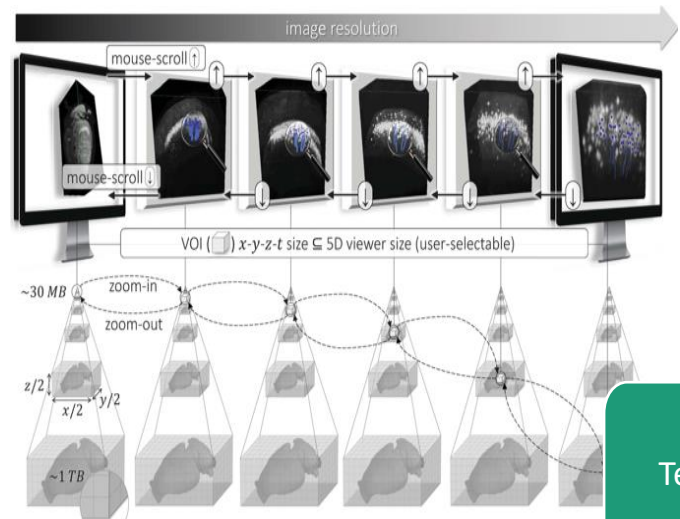 image resolution
mouse-scroll ↑
↑ ↑ ↑ ↑
mouse-scroll ↓
↓ ↓ ↓ ↓
VOI ( ) x-y-z-t size ⊆ 5D viewer size (user-selectable)
~30 MB
zoom-in
zoom-out
z/2
x/2
y/2
~1 TB